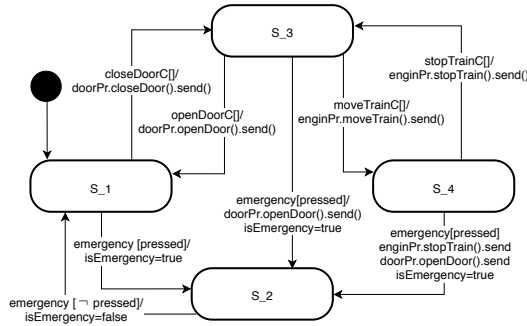 S_3
closeDoorC[]/
doorPr.closeDoor().send()
stopTrainC[]/
enginPr.stopTrain().send()
openDoorC[]/
doorPr.openDoor().send()
moveTrainC[]/
enginPr.moveTrain().send()
S_1
S_4
emergency[pressed]/
doorPr.openDoor().send()
isEmergency=true
emergency [pressed]/
isEmergency=true
emergency[pressed]
enginPr.stopTrain().send
doorPr.openDoor().send
isEmergency=true
S_2
emergency [ ¬ pressed]/
isEmergency=false